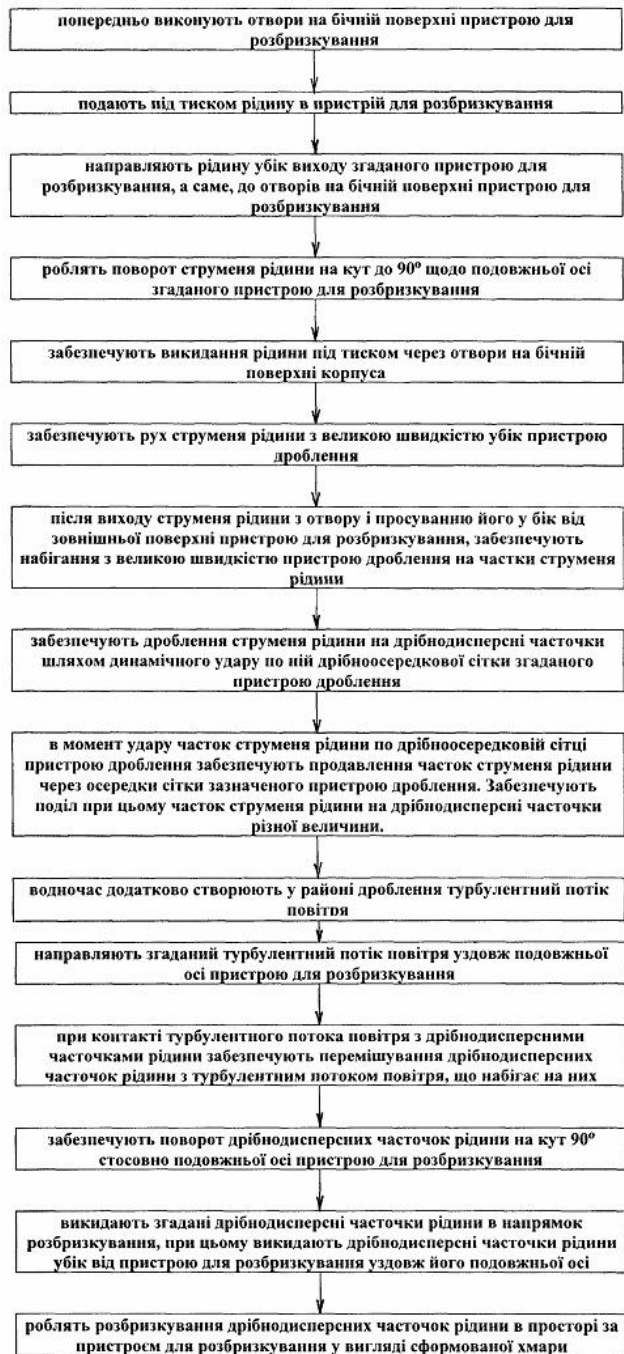 попередньо виконують отвори на бічній поверхні пристрою для
розбризкування
подають під тиском рідину в пристрій для розбризкування
направляють рідину убік виходу згаданого пристрою для
розбризкування, а саме, до отворів на бічній поверхні пристрою для
розбризкування
роблять поворот струменя рідини на кут до 90° щодо подовжньої осі
згаданого пристрою для розбризкування
забезпечують викидання рідини під тиском через отвори на бічній
поверхні корпуса
забезпечують рух струменя рідини з великою швидкістю убік пристрою
дроблення
після виходу струменя рідини з отвору і просуванню його у бік від
зовнішньої поверхні пристрою для розбризкування, забезпечують
набігання з великою швидкістю пристрою дроблення на частки струменя
рідини
забезпечують дроблення струменя рідини на дрібнодисперсні часточки
шляхом динамічного удару по ній дрібноосередкової сітки згаданого
пристрою дроблення
в момент удару часток струменя рідини по дрібноосередковій сітці
пристрою дроблення забезпечують продавлення часток струменя рідини
через осередки сітки зазначеного пристрою дроблення. Забезпечують
поділ при цьому часток струменя рідини на дрібнодисперсні часточки
різної величини.
водночас додатково створюють у районі дроблення турбулентний потік
повітря
направляють згаданий турбулентний потік повітря уздовж подовжньої
осі пристрою для розбризкування
при контакті турбулентного потока повітря з дрібнодисперсними
часточками рідини забезпечують перемішування дрібнодисперсних
часточок рідини з турбулентним потоком повітря, що набігає на них
забезпечують поворот дрібнодисперсних часточок рідини на кут 90°
стосовно подовжньої осі пристрою для розбризкування
викидають згадані дрібнодисперсні часточки рідини в напрямок
розбризкування, при цьому викидають дрібнодисперсні часточки рідини
убік від пристрою для розбризкування уздовж його подовжньої осі
роблять розбризкування дрібнодисперсних часточок рідини в просторі за
пристроєм для розбризкування у вигляді сформованої хмари